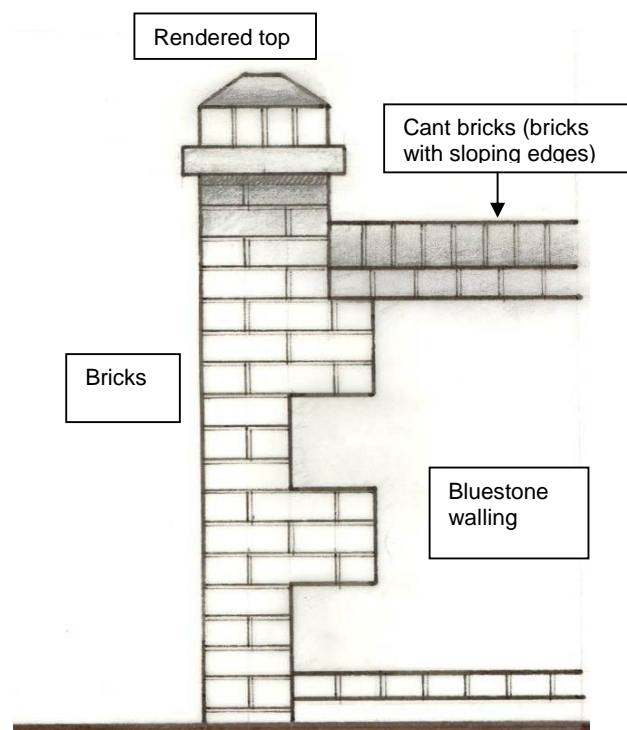 Rendered top
Cant bricks (bricks
with sloping edges)
Bricks
Bluestone
walling